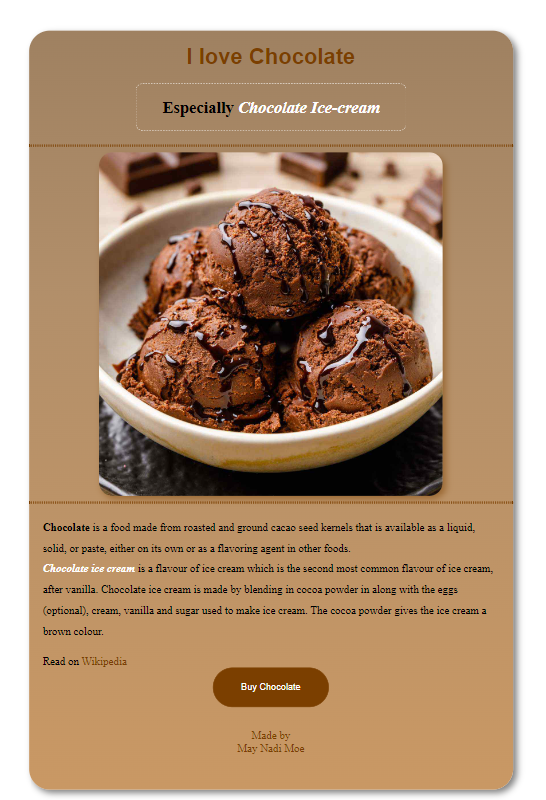 I love Chocolate
Especially Chocolate Ice-cream
Chocolate is a food made from roasted and ground cacao seed kernels that is available as a liquid,
solid, or paste, either on its own or as a flavoring agent in other foods.
Chocolate ice cream is a flavour of ice cream which is the second most common flavour of ice cream,
after vanilla. Chocolate ice cream is made by blending in cocoa powder in along with the eggs
(optional), cream, vanilla and sugar used to make ice cream. The cocoa powder gives the ice cream a
brown colour.
Read on Wikipedia
Buy Chocolate
Made by
May Nadi Moe